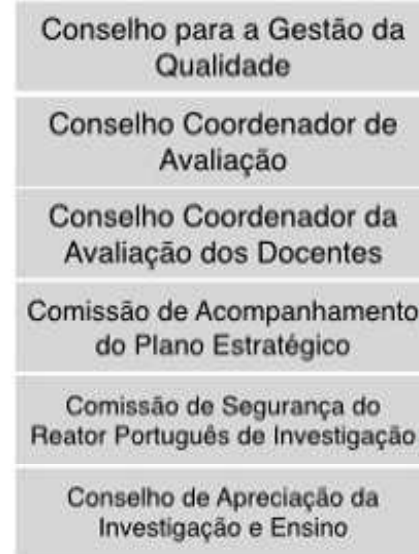 Conselho para a Gestão da
Qualidade
Conselho Coordenador de
Avaliação
Conselho Coordenador da
Avaliação dos Docentes
Comissão de Acompanhamento
do Plano Estratégico
Comissão de Segurança do
Reator Português de Investigação
Conselho de Apreciação da
Investigação e Ensino